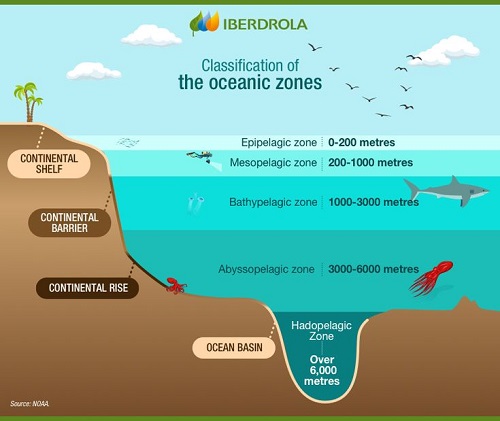 IBERDROLA
Classification of
the oceanic zones
Epipelagic zone 0-200 metres
Mesopelagic zone 200-1000 metres
Bathypelagic zone 1000-3000 metres
Abyssopelagic zone 3000-6000 metres
Hadopelagic
Zone
Over
6,000
metres
CONTINENTAL
SHELF
CONTINENTAL
BARRIER
CONTINENTAL RISE
OCEAN BASIN
Source: NOAA.